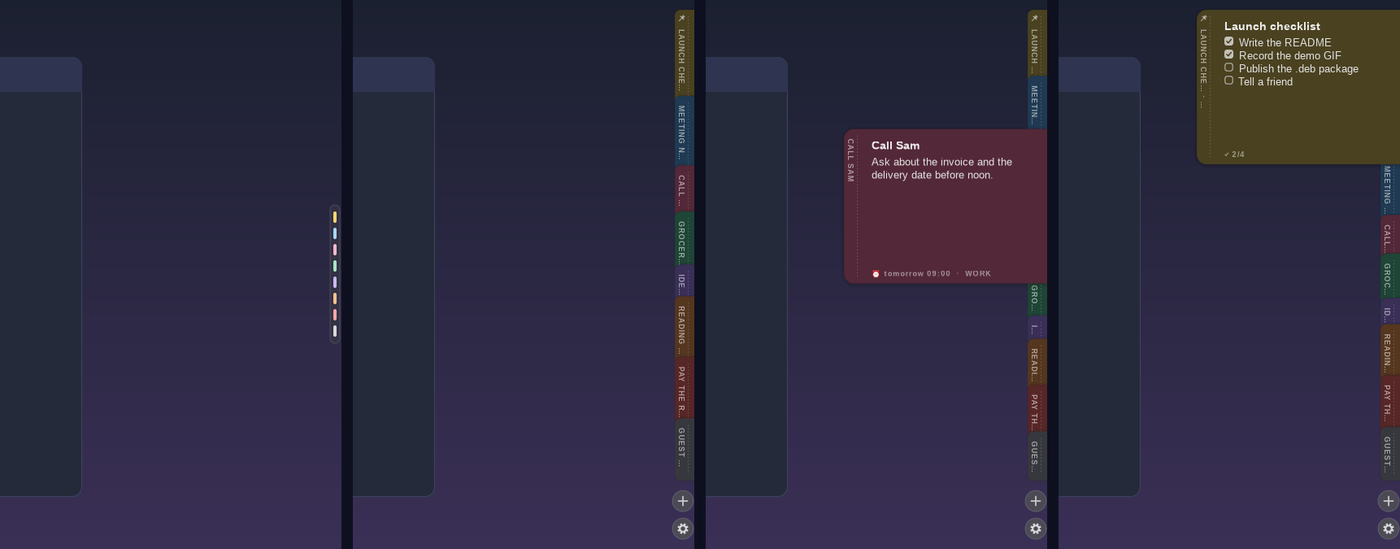 LAUNCH CHE...
MEETING N...
CALL ...
GROCER...
IDE...
READING ...
PAY THE R...
GUEST ...
LAUNCH ...
MEETIN...
CALL SAM
Call Sam
Ask about the invoice and the
delivery date before noon.
tomorrow 09:00 · WORK
GRO...
I...
READI...
PAY TH...
GUES...
LAUNCH CHE... · ...
Launch checklist
Write the README
Record the demo GIF
Publish the .deb package
Tell a friend
✔ 2/4
MEETING ...
CALL...
GROC...
ID...
READIN...
PAY TH...
GUEST...